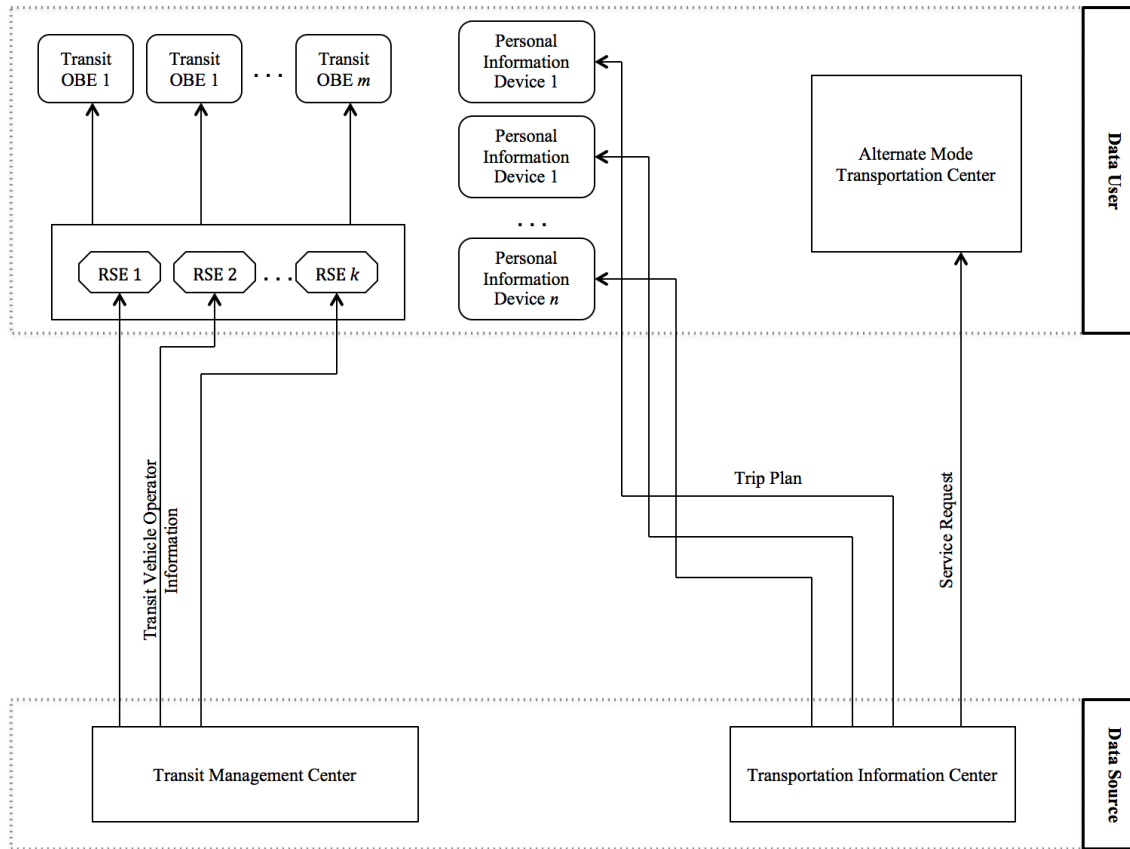 Transit
OBE 1
Transit
OBE 1
. . .
Transit
OBE m
Personal
Information
Device 1
Personal
Information
Device 1
. . .
Personal
Information
Device n
Alternate Mode
Transportation Center
Data User
RSE 1
RSE 2
. . .
RSE k
Transit Vehicle Operator
Information
Trip Plan
Service Request
Transit Management Center
Transportation Information Center
Data Source